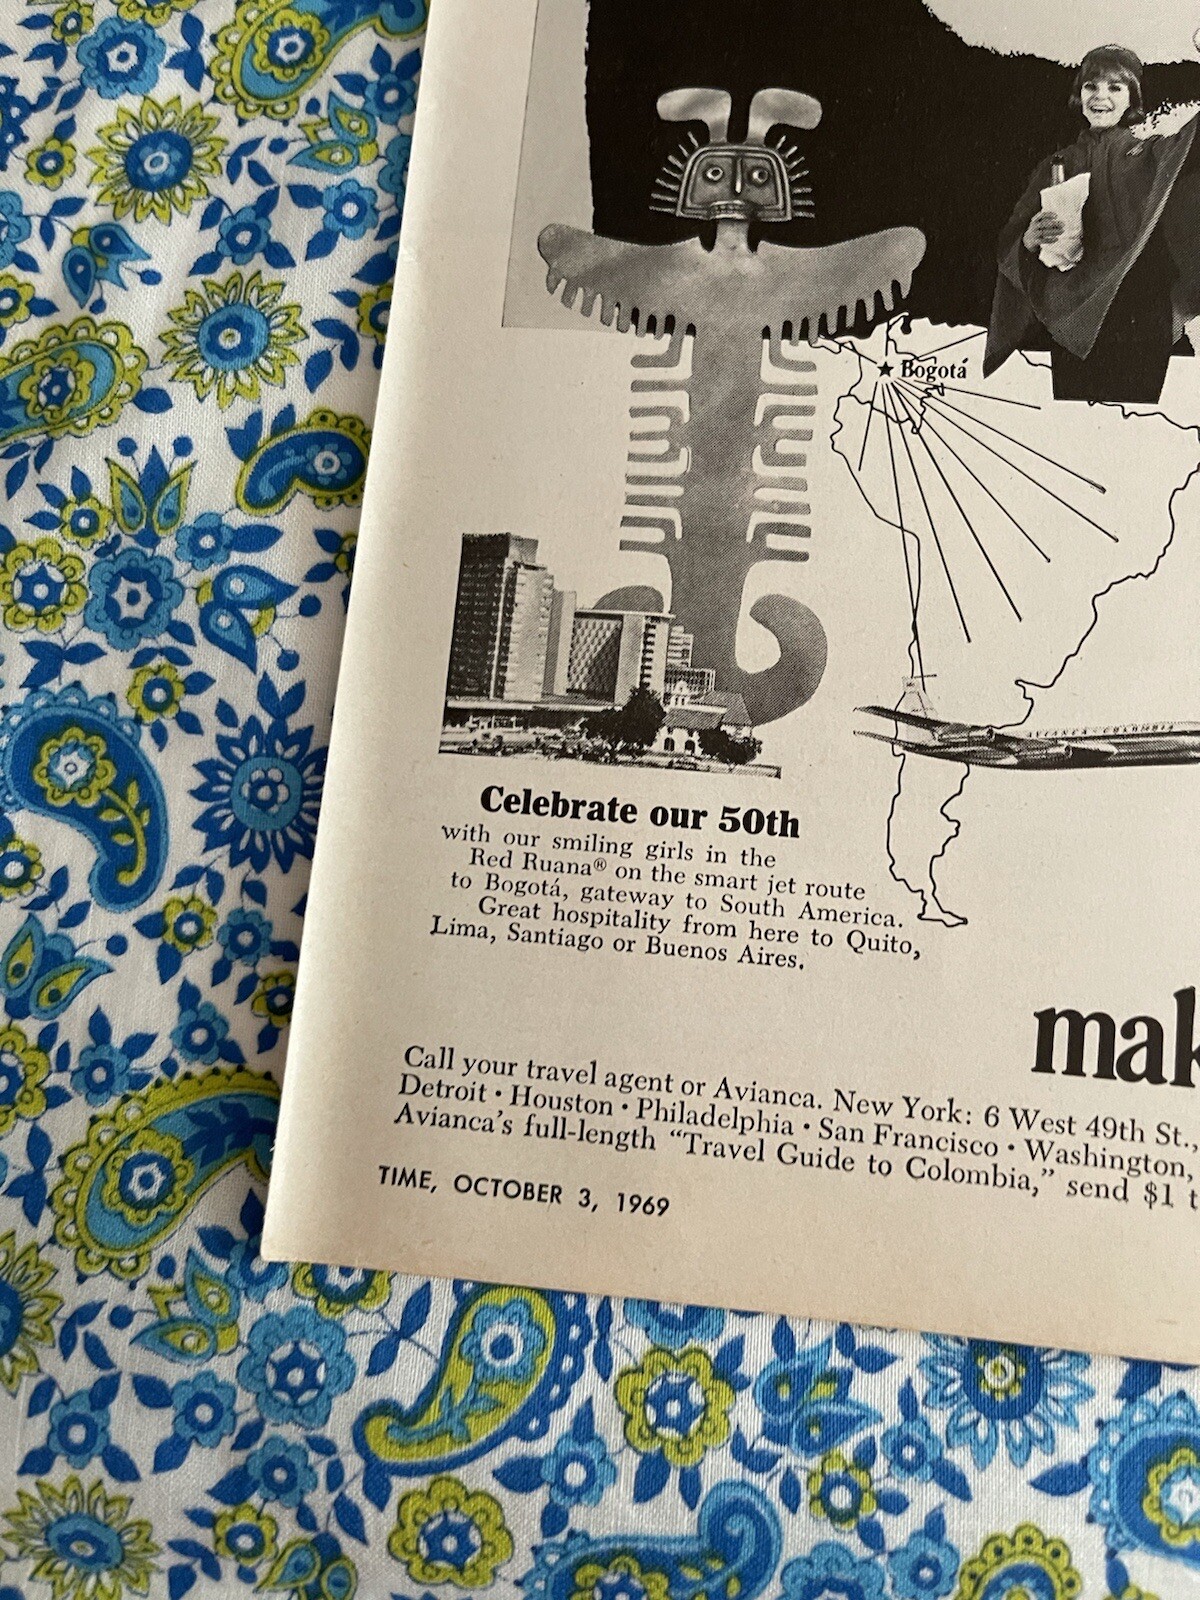 ★ Bogotá
AVIANCA COLOMBIA
Celebrate our 50th
with our smiling girls in the
Red Ruana® on the smart jet route
to Bogotá, gateway to South America.
Great hospitality from here to Quito,
Lima, Santiago or Buenos Aires.
mak
Call your travel agent or Avianca. New York: 6 West 49th St.,
Detroit • Houston • Philadelphia • San Francisco • Washington,
Avianca's full-length “Travel Guide to Colombia,” send $1 t
TIME, OCTOBER 3, 1969